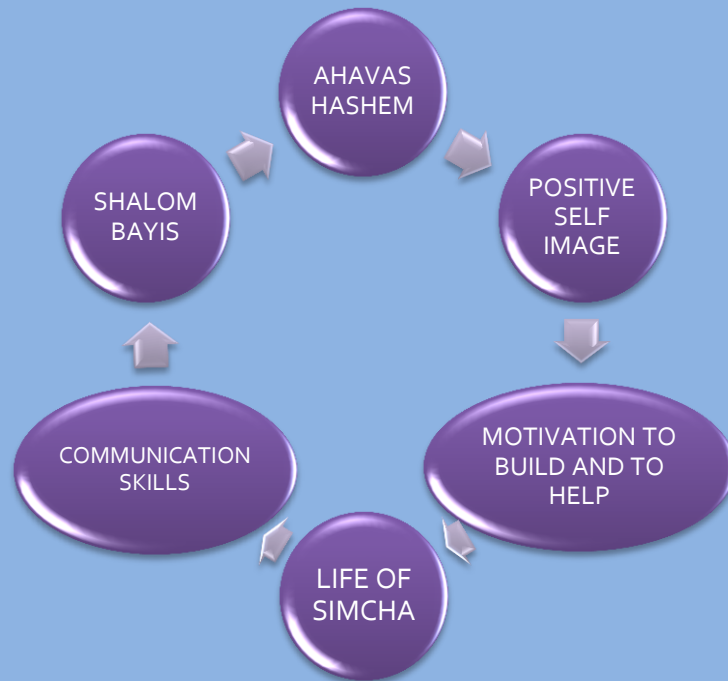 AHAVAS
HASHEM
POSITIVE
SELF
IMAGE
MOTIVATION TO
BUILD AND TO
HELP
LIFE OF
SIMCHA
COMMUNICATION
SKILLS
SHALOM
BAYIS